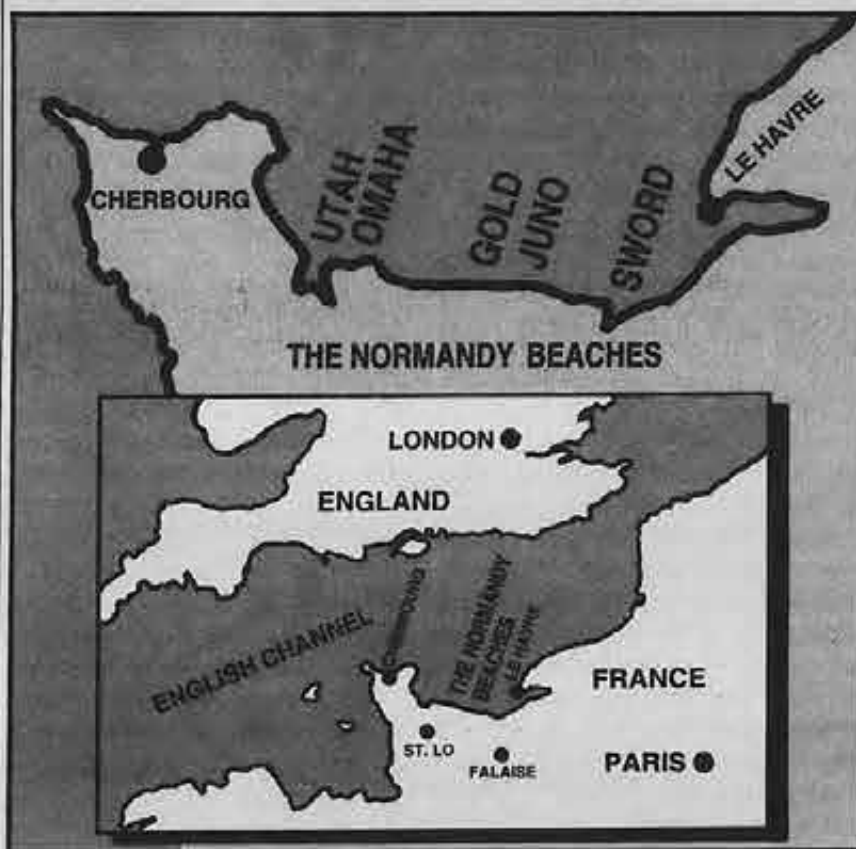 CHERBOURG
UTAH
OMAHA
GOLD
JUNO
SWORD
LE HAVRE
THE NORMANDY BEACHES
LONDON
ENGLAND
ENGLISH CHANNEL
CHERBOURG
THE NORMANDY
BEACHES
LE HAVRE
FRANCE
ST. LO
FALAISE
PARIS